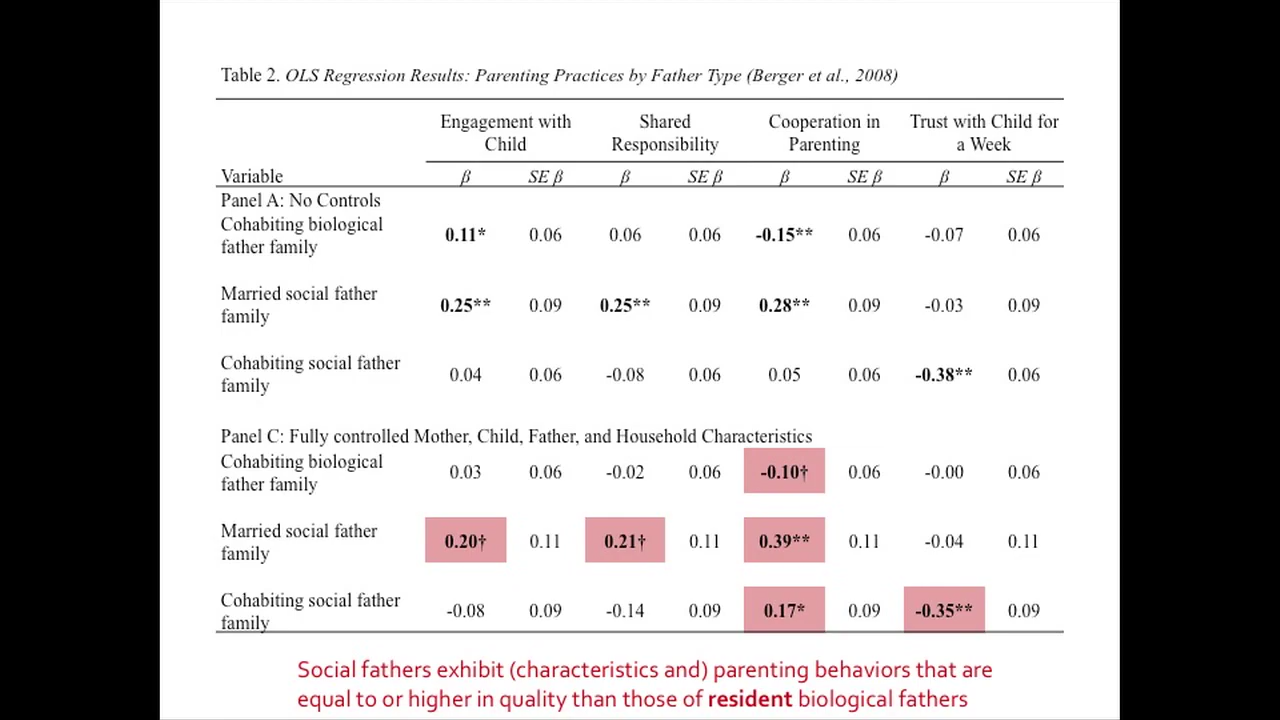 Table 2. OLS Regression Results: Parenting Practices by Father Type (Berger et al., 2008)
Engagement with Child Shared Responsibility Cooperation in Parenting Trust with Child for a Week
Variable β SE β β SE β β SE β β SE β
Panel A: No Controls
Cohabiting biological father family 0.11* 0.06 0.06 0.06 -0.15** 0.06 -0.07 0.06
Married social father family 0.25** 0.09 0.25** 0.09 0.28** 0.09 -0.03 0.09
Cohabiting social father family 0.04 0.06 -0.08 0.06 0.05 0.06 -0.38** 0.06
Panel C: Fully controlled Mother, Child, Father, and Household Characteristics
Cohabiting biological father family 0.03 0.06 -0.02 0.06 -0.10† 0.06 -0.00 0.06
Married social father family 0.20† 0.11 0.21† 0.11 0.39** 0.11 -0.04 0.11
Cohabiting social father family -0.08 0.09 -0.14 0.09 0.17* 0.09 -0.35** 0.09
Social fathers exhibit (characteristics and) parenting behaviors that are
equal to or higher in quality than those of resident biological fathers